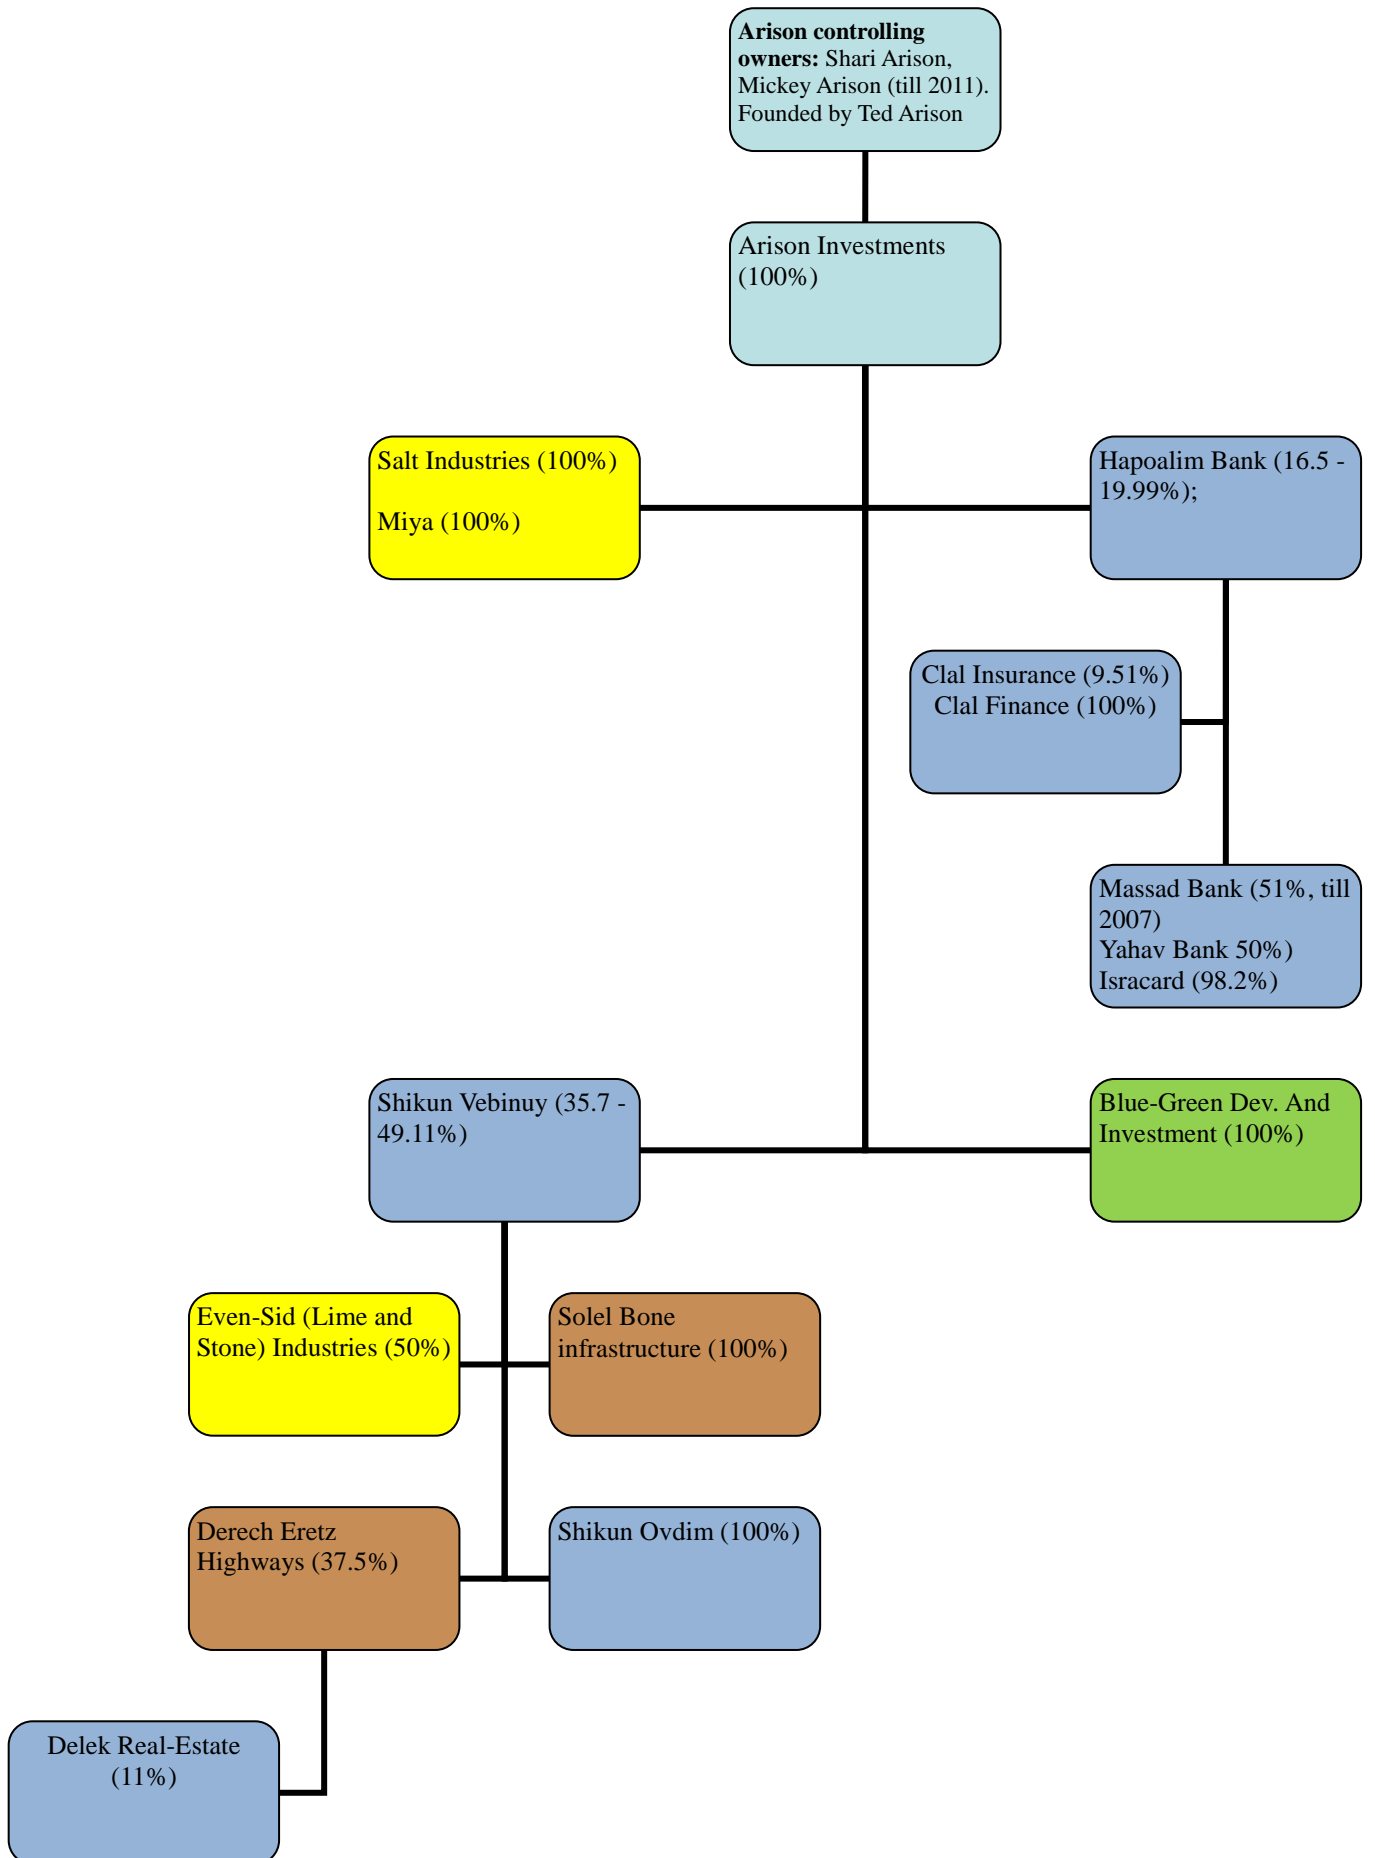 Arison controlling
owners: Shari Arison,
Mickey Arison (till 2011).
Founded by Ted Arison
Arison Investments
(100%)
Salt Industries (100%)
Miya (100%)
Hapoalim Bank (16.5 -
19.99%);
Clal Insurance (9.51%)
Clal Finance (100%)
Massad Bank (51%, till
2007)
Yahav Bank 50%)
Isracard (98.2%)
Shikun Vebinuy (35.7 -
49.11%)
Blue-Green Dev. And
Investment (100%)
Even-Sid (Lime and
Stone) Industries (50%)
Solel Bone
infrastructure (100%)
Derech Eretz
Highways (37.5%)
Shikun Ovdim (100%)
Delek Real-Estate
(11%)